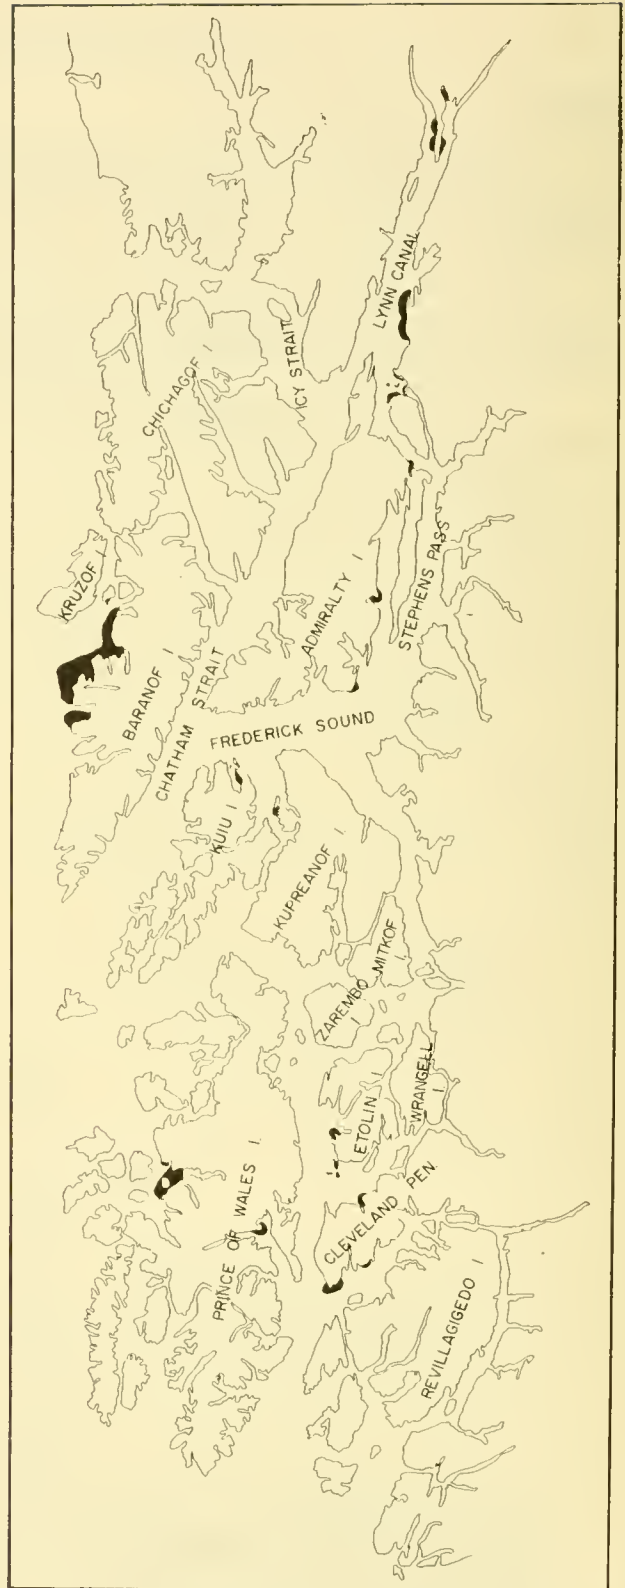 LYNN CANAL
ICY STRAIT
CHICHAGOF I
KRUZOF I
ADMIRALTY I
STEPHENS PASS
BARANOF I
CHATHAM STRAIT
FREDERICK SOUND
KUIU I
KUPREANOF I.
MITKOF I
ZAREMBO I
ETOLIN I
WRANGELL I
PRINCE OF WALES I.
CLEVELAND PEN.
REVILLAGIGEDO I